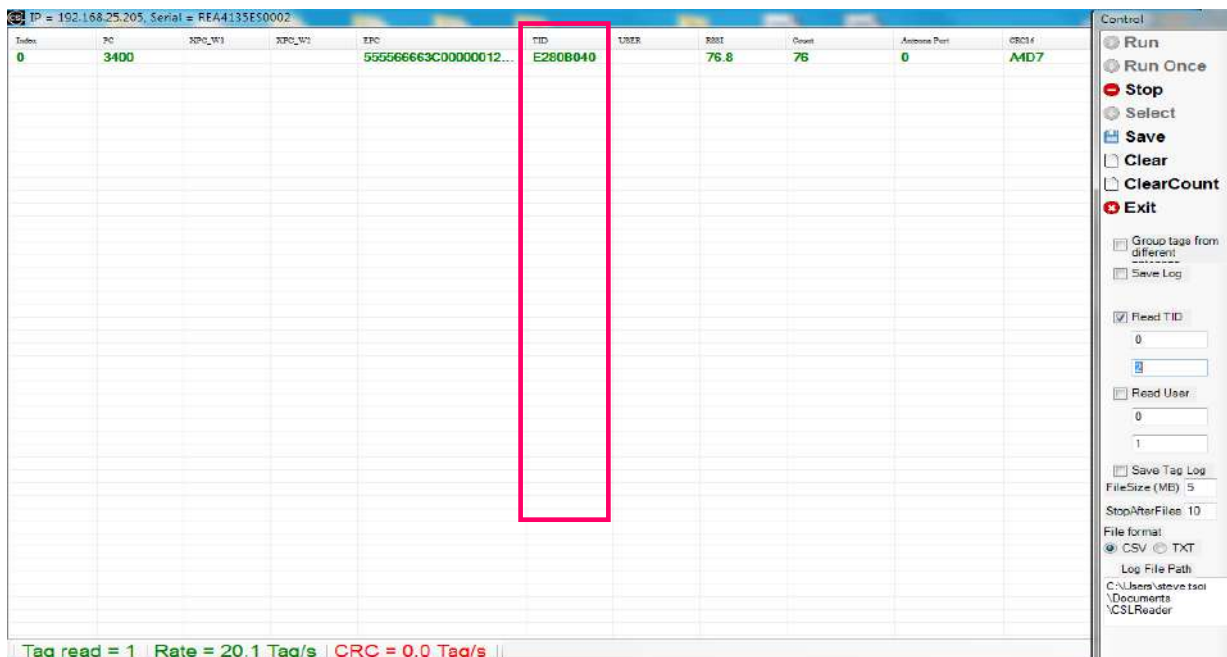 IP = 192.168.25.205, Serial = REA4135ES0002
Index PC XPC_W1 XPC_W2 EPC TID USER RSSI Count Antenna Port CRC16
0 3400 555566663C00000012... E280B040 76.8 76 0 A4D7
Tag read = 1 Rate = 20.1 Tag/s CRC = 0.0 Tag/s
Control
Run
Run Once
Stop
Select
Save
Clear
ClearCount
Exit
Group tags from
different
Save Log
Read TID
0
2
Read User
0
1
Save Tag Log
FileSize (MB) 5
StopAfterFiles 10
File format
CSV TXT
Log File Path
C:\Users\steve tsoi
\Documents
\CSLReader